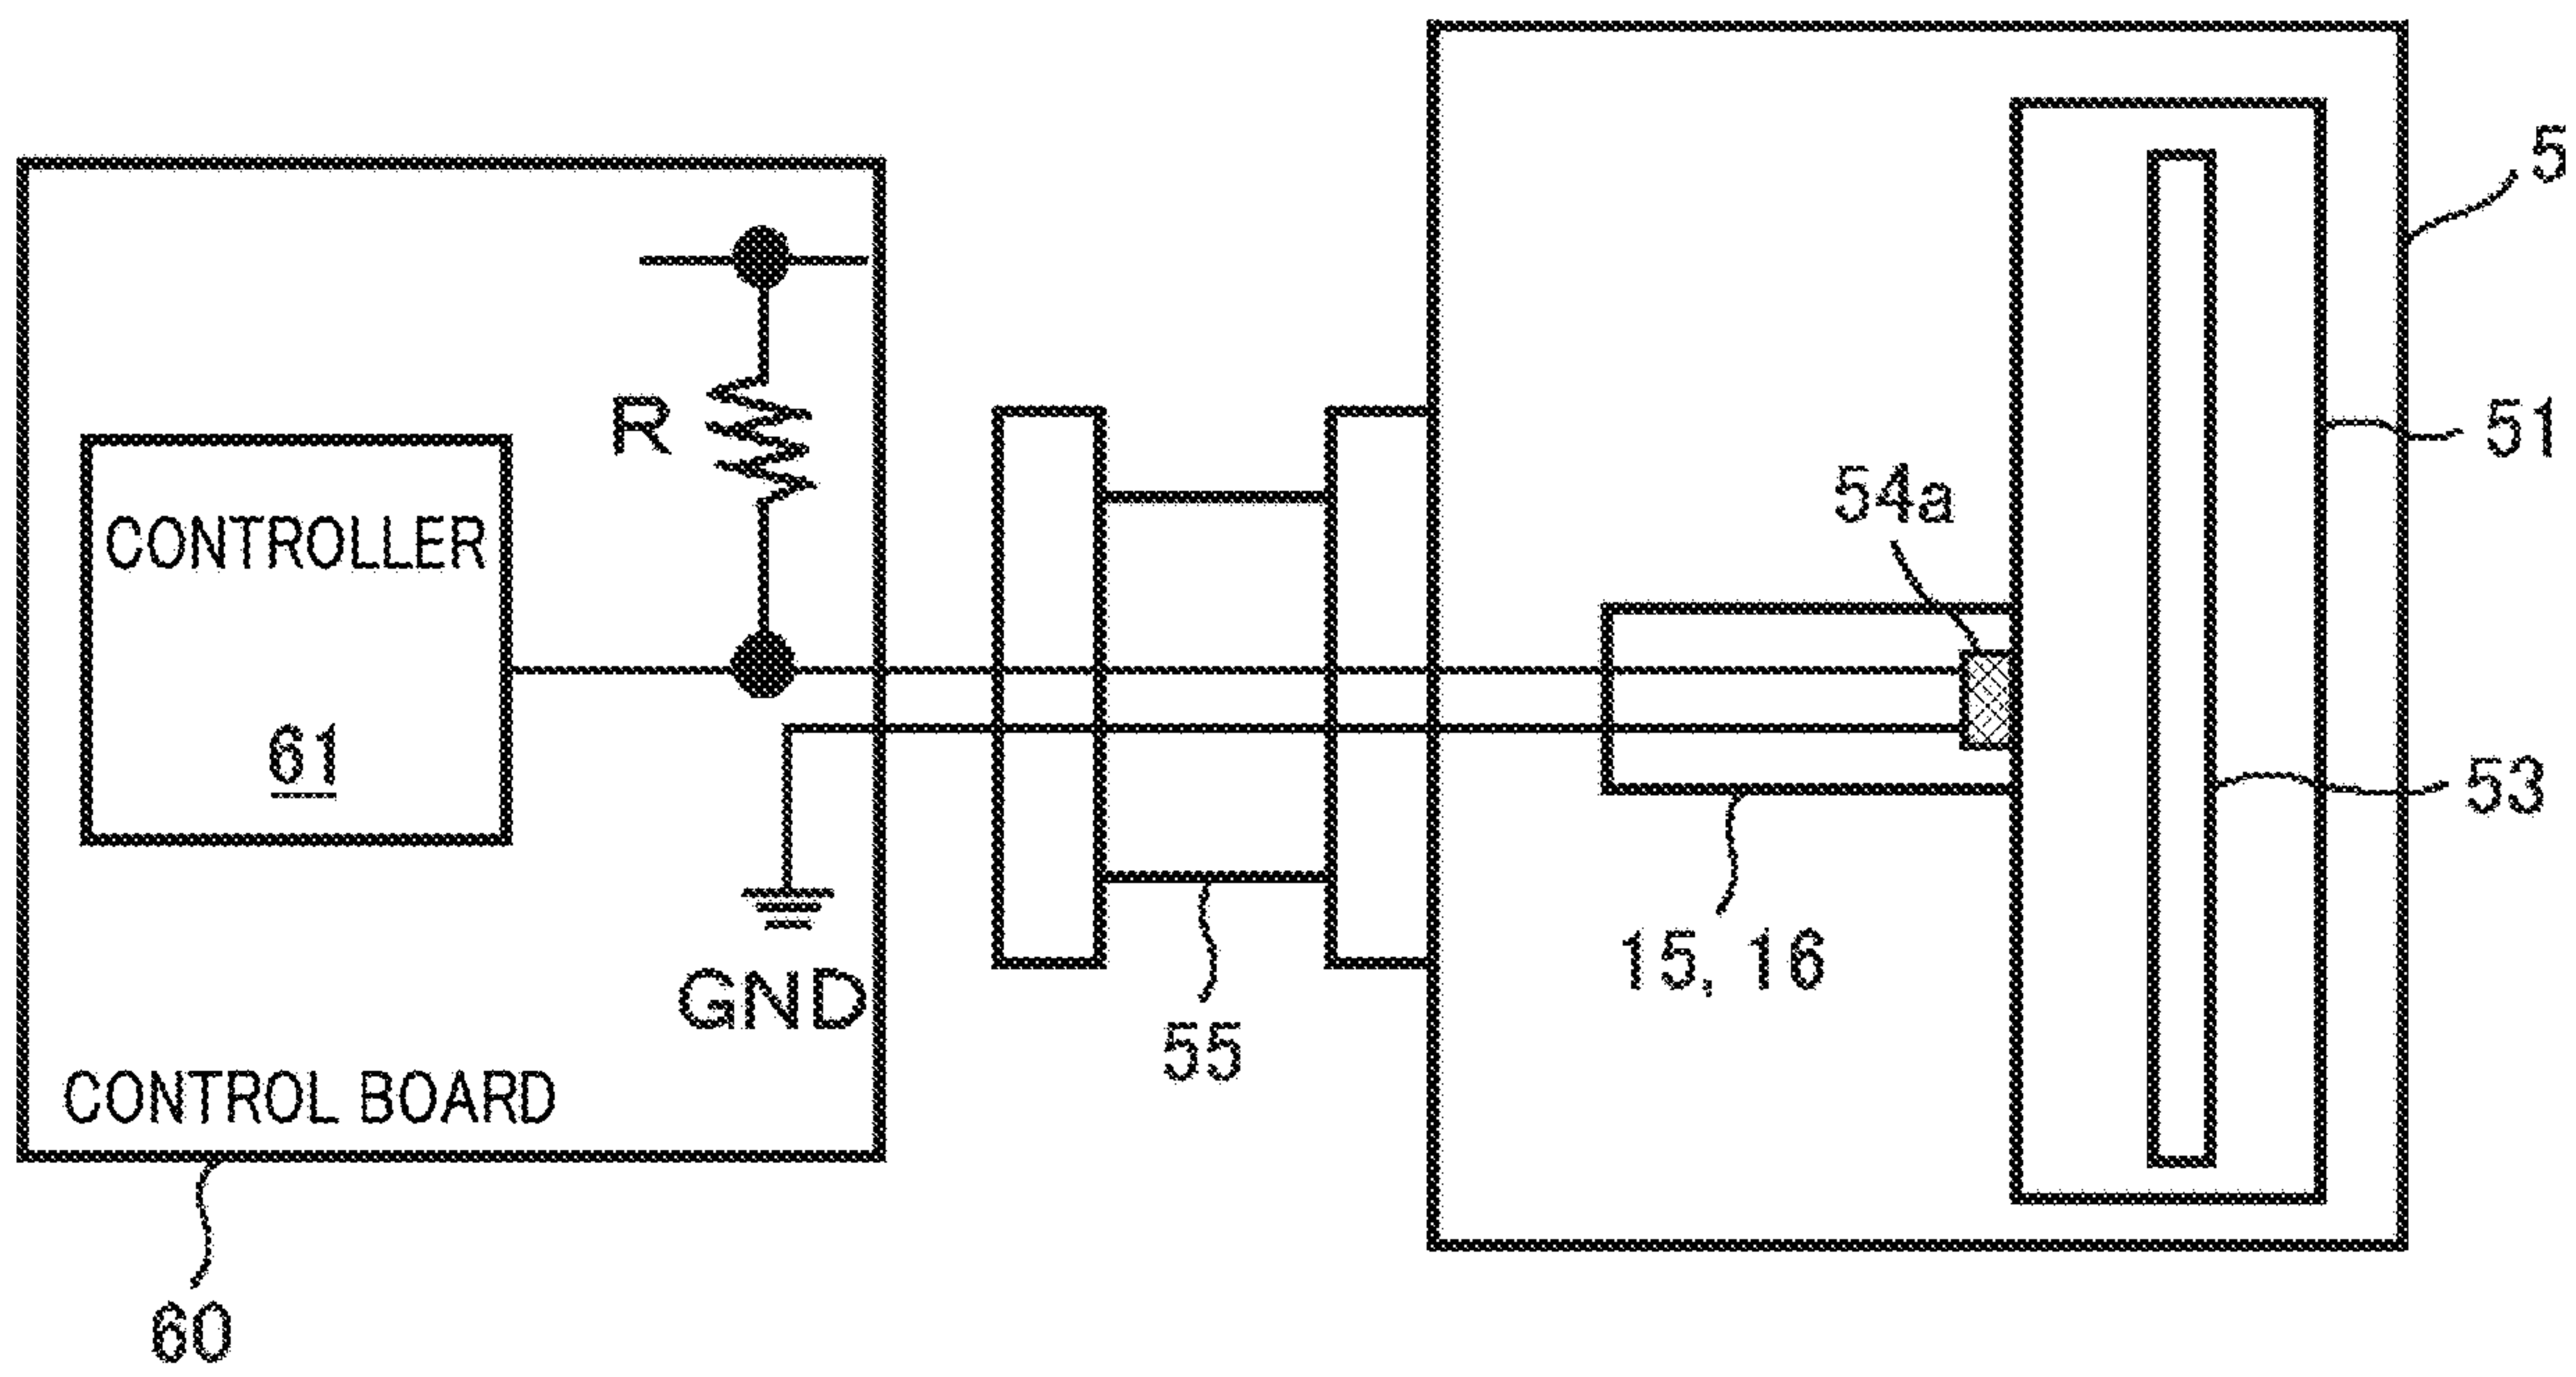 5
R
51
54a
CONTROLLER
61
53
15, 16
GND
55
CONTROL BOARD
60